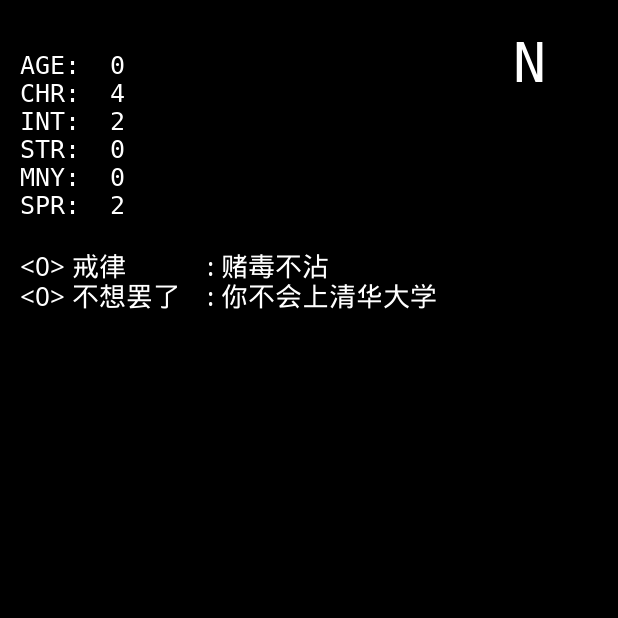 N
AGE: 0
CHR: 4
INT: 2
STR: 0
MNY: 0
SPR: 2
<O> 戒律 : 赌毒不沾
<O> 不想罢了 : 你不会上清华大学